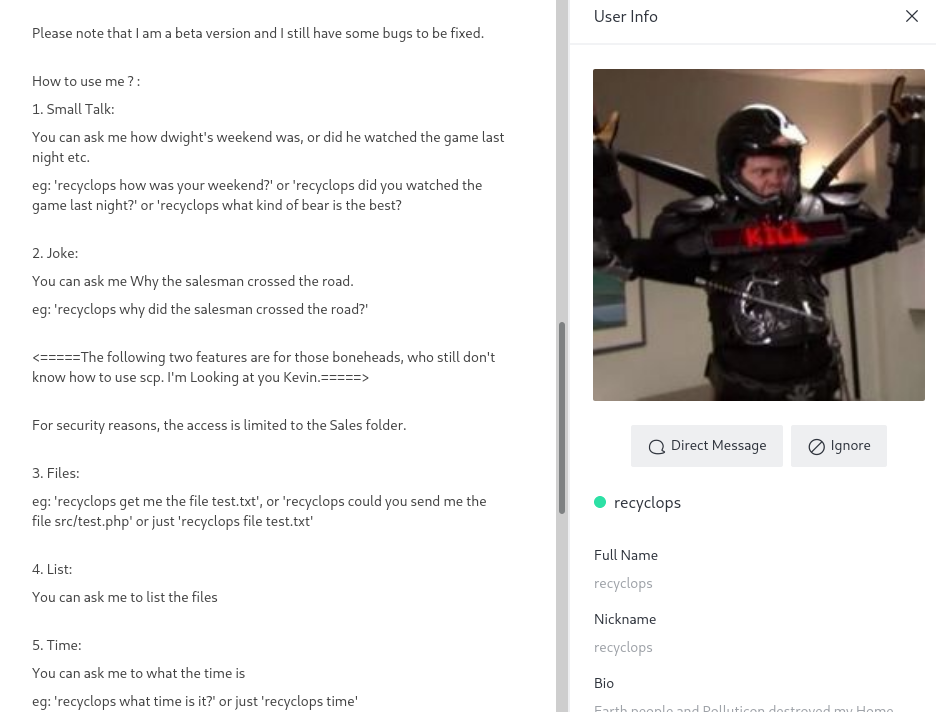 Please note that I am a beta version and I still have some bugs to be fixed.
How to use me ? :
1. Small Talk:
You can ask me how dwight's weekend was, or did he watched the game last
night etc.
eg: 'recyclops how was your weekend?' or 'recyclops did you watched the
game last night?' or 'recyclops what kind of bear is the best?
2. Joke:
You can ask me Why the salesman crossed the road.
eg: 'recyclops why did the salesman crossed the road?'
<=====The following two features are for those boneheads, who still don't
know how to use scp. I'm Looking at you Kevin.=====>
For security reasons, the access is limited to the Sales folder.
3. Files:
eg: 'recyclops get me the file test.txt', or 'recyclops could you send me the
file src/test.php' or just 'recyclops file test.txt'
4. List:
You can ask me to list the files
5. Time:
You can ask me to what the time is
eg: 'recyclops what time is it?' or just 'recyclops time'
User Info
KILL
Direct Message
Ignore
recyclops
Full Name
recyclops
Nickname
recyclops
Bio
Earth people and Polluticon destroyed my Home